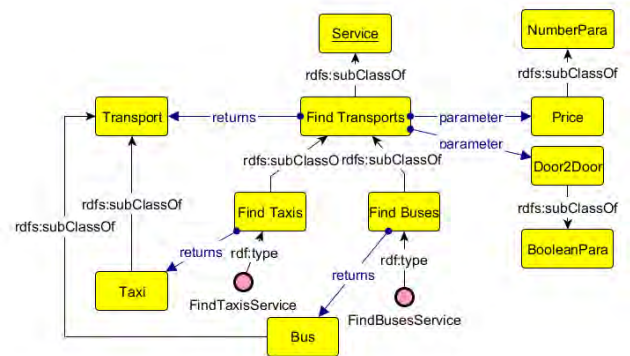 Service
NumberPara
rdfs:subClassOf
rdfs:subClassOf
Transport
returns
Find Transports
parameter
Price
parameter
Door2Door
rdfs:subClassO
rdfs:subClassOf
rdfs:subClassOf
rdfs:subClassOf
rdfs:subClassOf
Find Taxis
Find Buses
returns
rdf:type
returns
rdf:type
BooleanPara
Taxi
FindTaxisService
FindBusesService
Bus